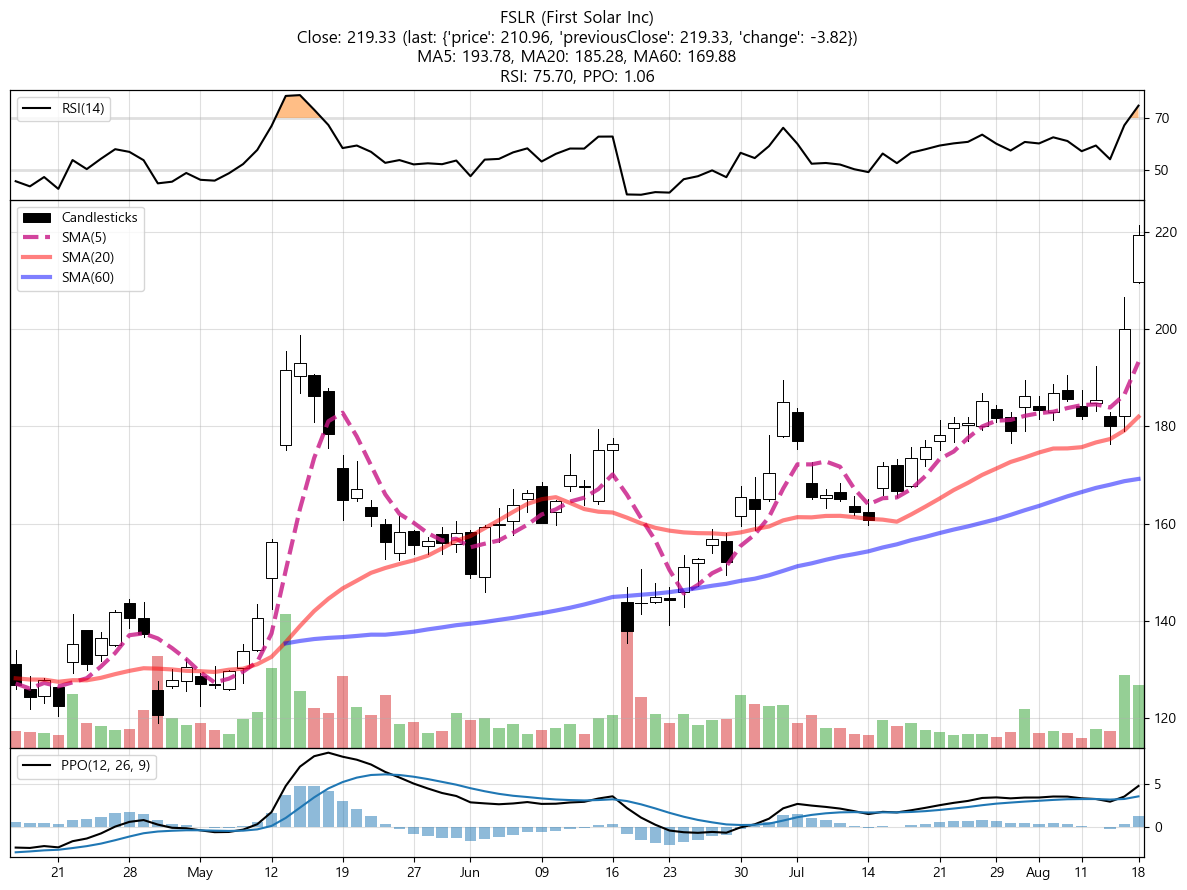 FSLR (First Solar Inc)
Close: 219.33 (last: {'price': 210.96, 'previousClose': 219.33, 'change': -3.82})
MA5: 193.78, MA20: 185.28, MA60: 169.88
RSI: 75.70, PPO: 1.06
RSI(14)
70
50
Candlesticks
SMA(5)
SMA(20)
SMA(60)
220
200
180
160
140
120
PPO(12, 26, 9)
5
0
21 28 May 12 19 27 Jun 09 16 23 30 Jul 14 21 29 Aug 11 18